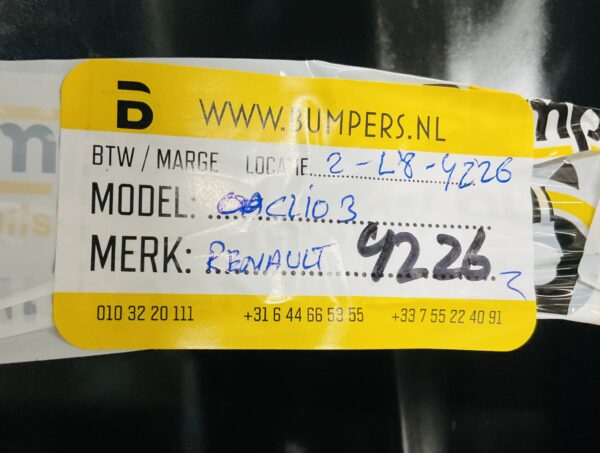 WWW.BUMPERS.NL
BTW / MARGE LOCATIE 2-L8-4226
MODEL: CLIO 3
MERK: RENAULT 4226
010 32 20 111 +31 6 44 66 53 55 +33 7 55 22 40 91